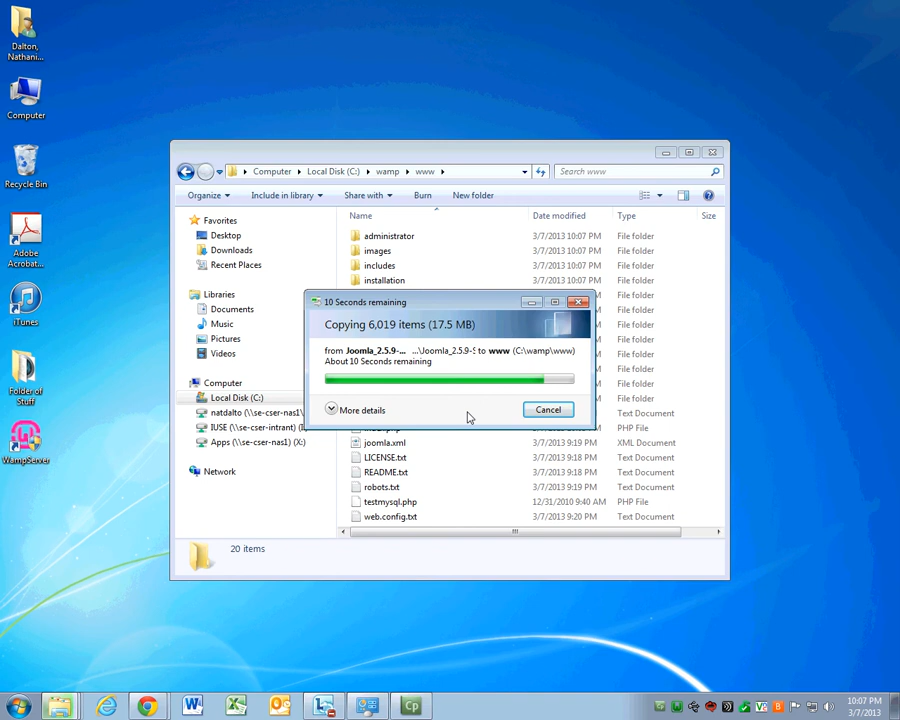 Dalton,
Nathani...
Computer
Recycle Bin
Adobe
Acrobat...
iTunes
Folder of
Stuff
WampServer
Computer Local Disk (C:) wamp www
Search www
Organize Include in library Share with Burn New folder
Name Date modified Type Size
Favorites
Desktop
Downloads
Recent Places
Libraries
Documents
Music
Pictures
Videos
Computer
Local Disk (C:)
natdalto (\\se-cser-nas1\
IUSE (\\se-cser-intrant) (I
Apps (\\se-cser-nas1) (X:)
Network
administrator 3/7/2013 10:07 PM File folder
images 3/7/2013 10:07 PM File folder
includes 3/7/2013 10:07 PM File folder
installation 3/7/2013 10:07 PM File folder
File folder
File folder
File folder
File folder
File folder
File folder
File folder
Text Document
PHP File
joomla.xml 3/7/2013 9:19 PM XML Document
LICENSE.txt 3/7/2013 9:18 PM Text Document
README.txt 3/7/2013 9:18 PM Text Document
robots.txt 3/7/2013 9:19 PM Text Document
testmysql.php 12/31/2010 9:40 AM PHP File
web.config.txt 3/7/2013 9:20 PM Text Document
20 items
10 Seconds remaining
Copying 6,019 items (17.5 MB)
from Joomla_2.5.9-... ...\Joomla_2.5.9-S to www (C:\wamp\www)
About 10 Seconds remaining
More details
Cancel
Cp
10:07 PM
3/7/2013